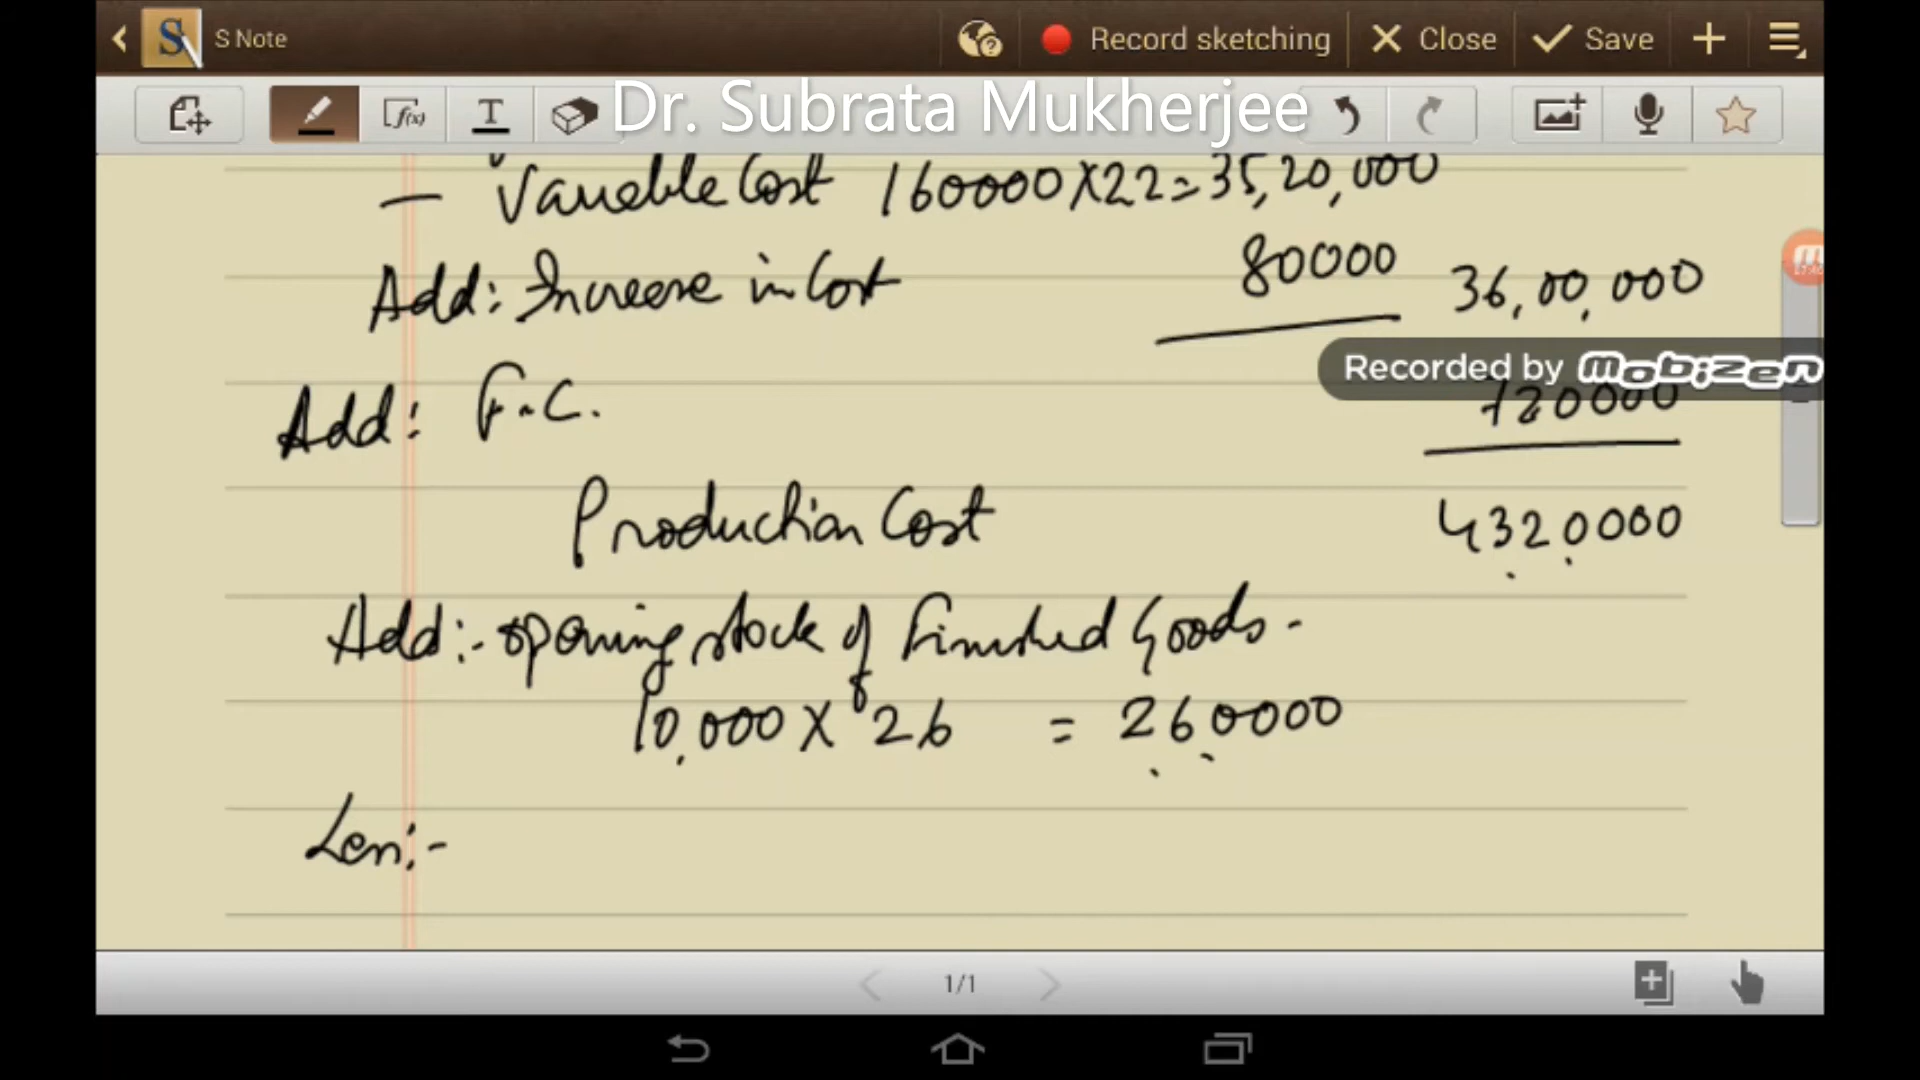 S Note
Record sketching
Close
Save
Dr. Subrata Mukherjee
f(x)
T
— Variable Cost 160000X22=35,20,000
Add: Increase in Cost 80000 36,00,000
Recorded by mobizen
Add: F.C. 720000
Production Cost 4320000
Add:- opening stock of Finished Goods-
10,000 X 26 = 260000
Less:-
1/1